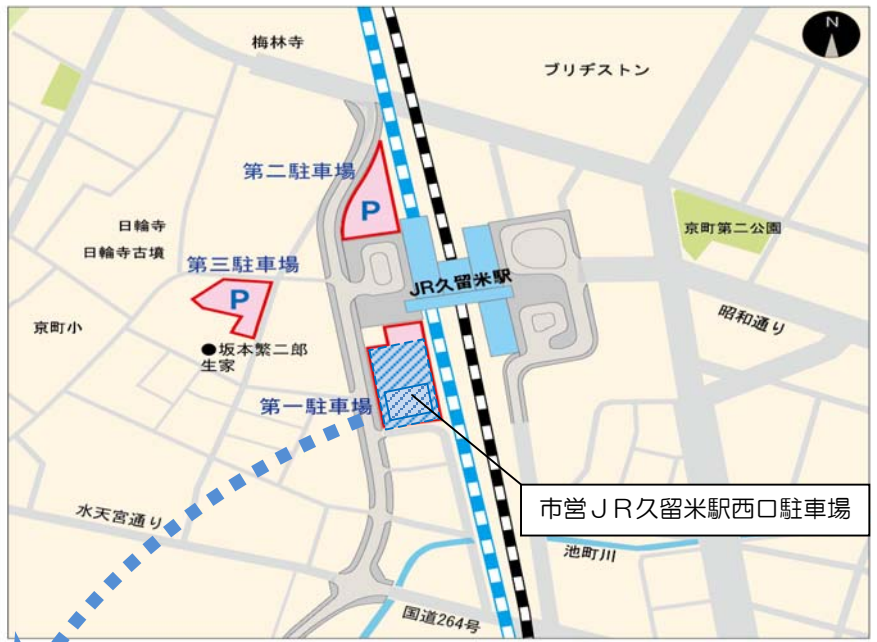 N
梅林寺
ブリヂストン
第二駐車場
P
日輪寺
日輪寺古墳
京町第二公園
第三駐車場
P
JR久留米駅
昭和通り
京町小
●坂本繁二郎
生家
第一駐車場
市営JR久留米駅西口駐車場
水天宮通り
池町川
国道264号